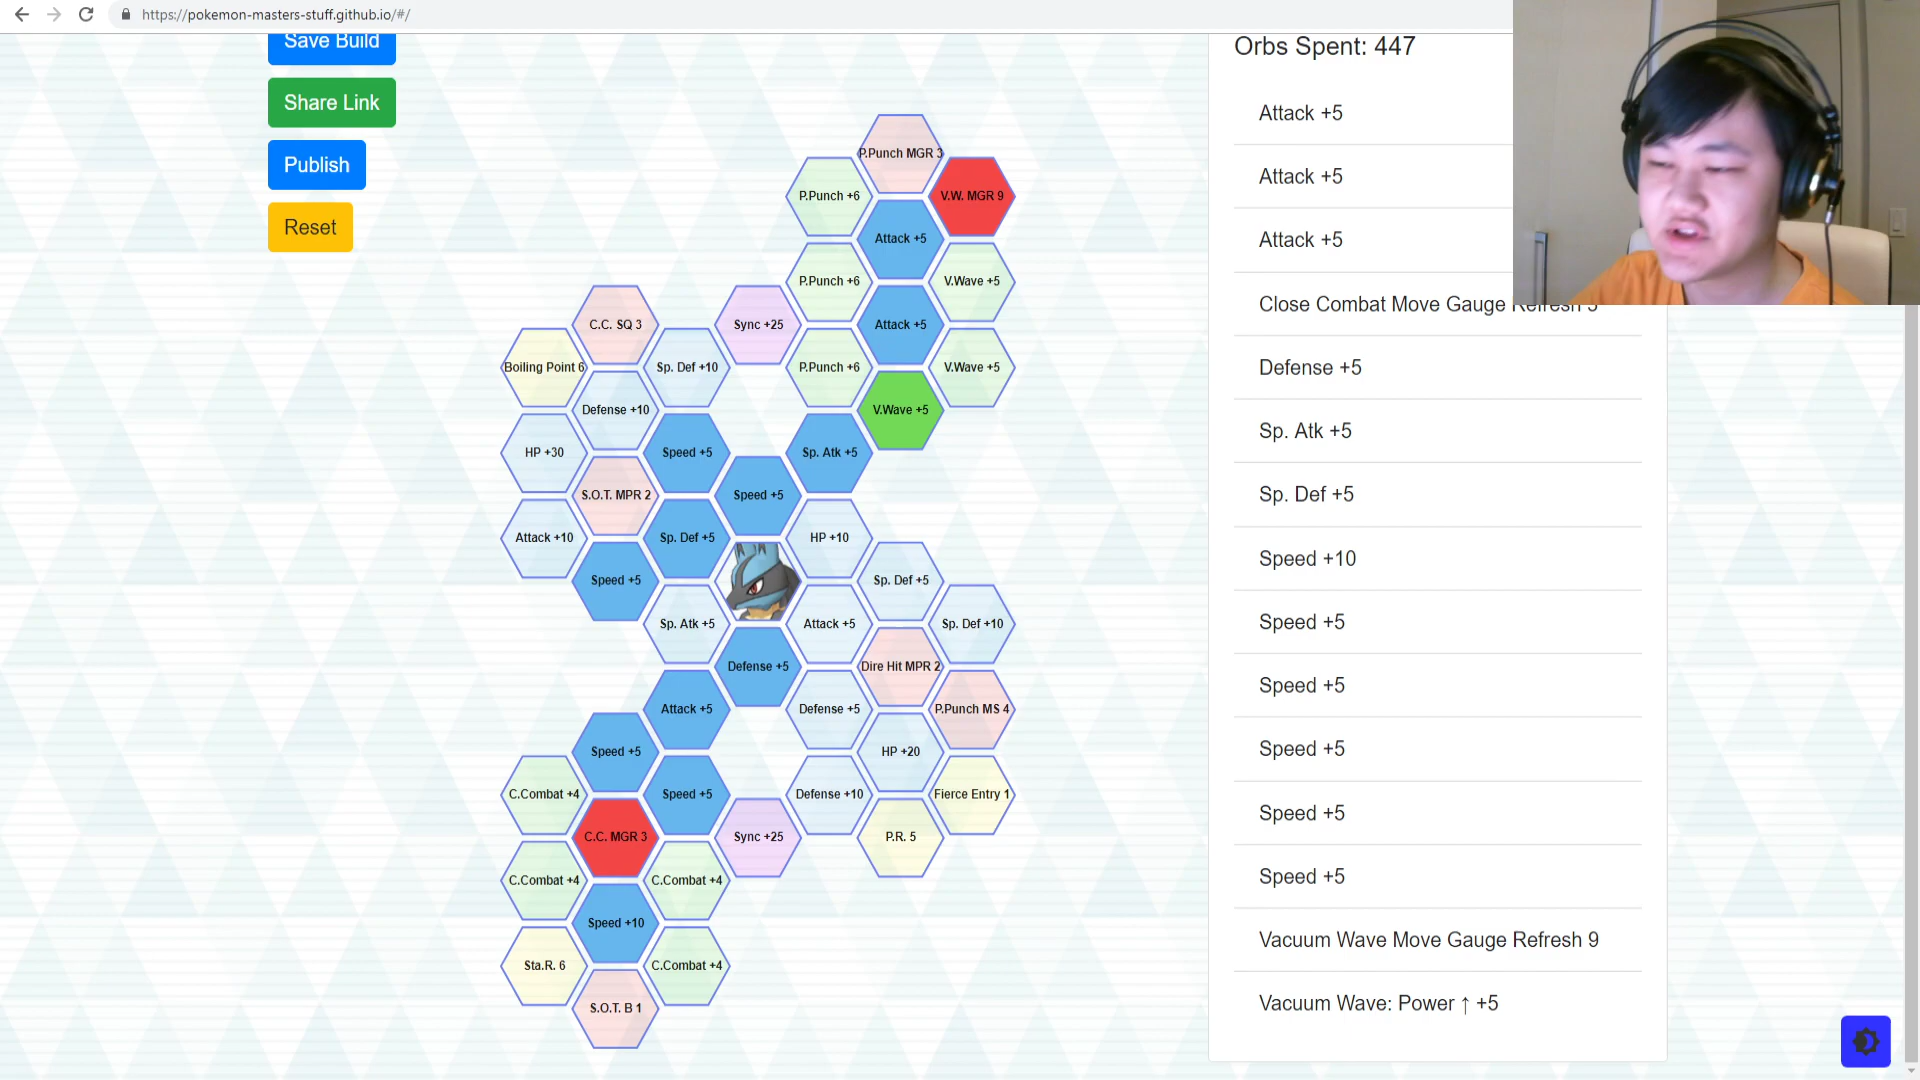 https://pokemon-masters-stuff.github.io/#/
Save Build
Share Link
Publish
Reset
P.Punch MGR 3
P.Punch +6
V.W. MGR 9
Attack +5
P.Punch +6
V.Wave +5
C.C. SQ 3
Sync +25
Attack +5
Boiling Point 6
Sp. Def +10
P.Punch +6
V.Wave +5
Defense +10
V.Wave +5
HP +30
Speed +5
Sp. Atk +5
S.O.T. MPR 2
Speed +5
Attack +10
Sp. Def +5
HP +10
Speed +5
Sp. Def +5
Sp. Atk +5
Attack +5
Sp. Def +10
Defense +5
Dire Hit MPR 2
Attack +5
Defense +5
P.Punch MS 4
Speed +5
HP +20
C.Combat +4
Speed +5
Defense +10
Fierce Entry 1
C.C. MGR 3
Sync +25
P.R. 5
C.Combat +4
C.Combat +4
Speed +10
Sta.R. 6
C.Combat +4
S.O.T. B 1
Orbs Spent: 447
Attack +5
Attack +5
Attack +5
Close Combat Move Gauge Refresh 3
Defense +5
Sp. Atk +5
Sp. Def +5
Speed +10
Speed +5
Speed +5
Speed +5
Speed +5
Speed +5
Vacuum Wave Move Gauge Refresh 9
Vacuum Wave: Power ↑ +5